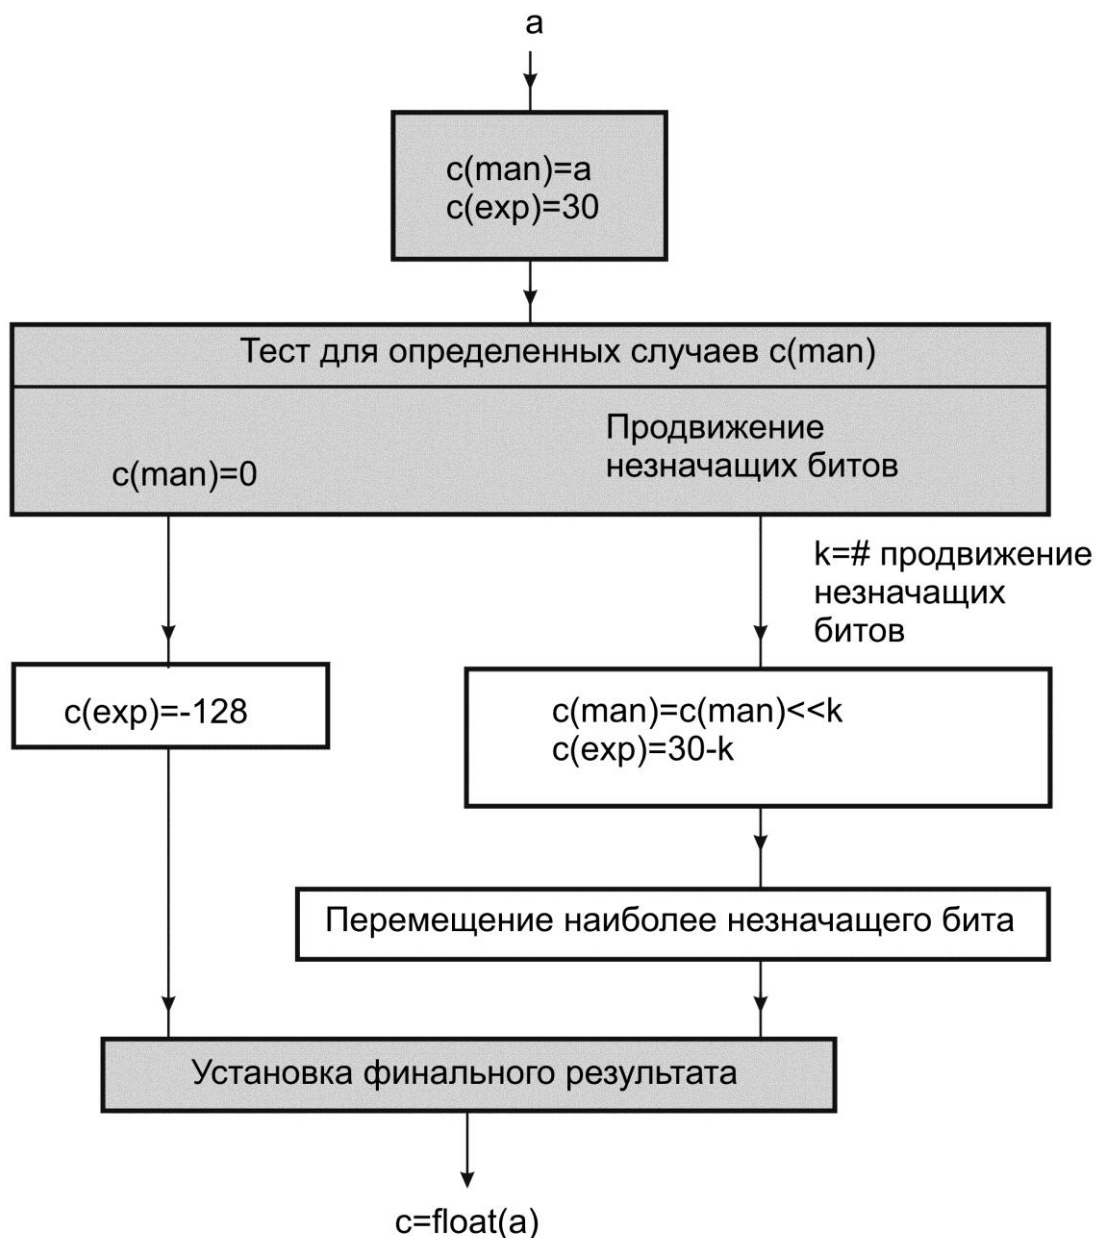 a
c(man)=a
c(exp)=30
Тест для определенных случаев c(man)
c(man)=0
Продвижение
незначащих битов
k=# продвижение
незначащих
битов
c(exp)=-128
c(man)=c(man)<<k
c(exp)=30-k
Перемещение наиболее незначащего бита
Установка финального результата
c=float(a)